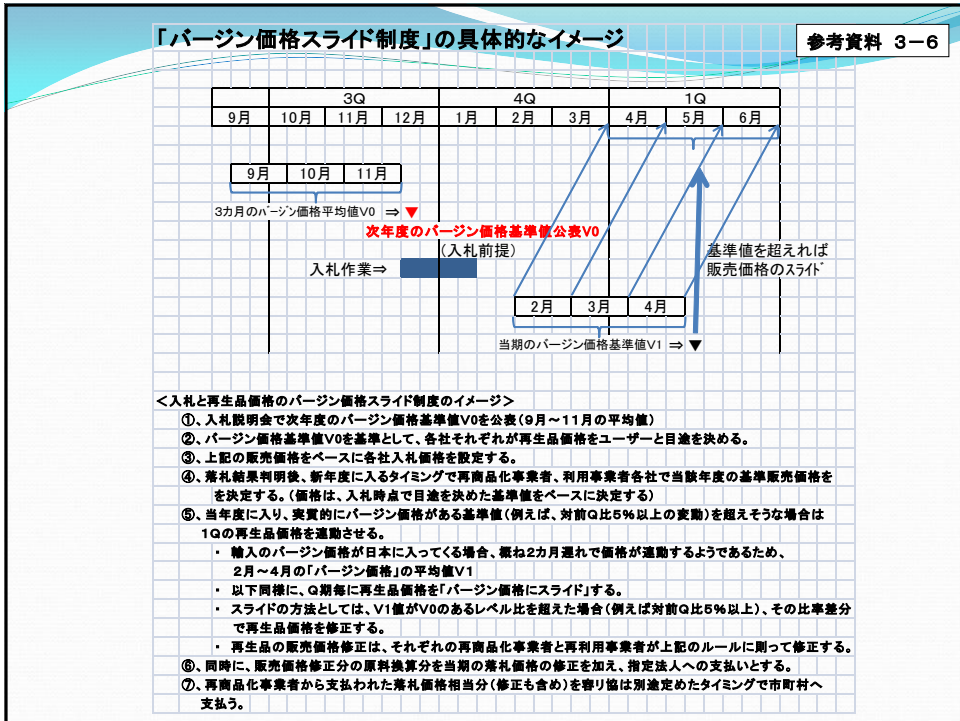 「バージン価格スライド制度」の具体的なイメージ
参考資料 3－6
3Q 4Q 1Q
9月 10月 11月 12月 1月 2月 3月 4月 5月 6月
9月 10月 11月
3カ月のバージン価格平均値V0 ⇒ ▼
次年度のバージン価格基準値公表V0
(入札前提)
入札作業⇒
基準値を超えれば
販売価格のスライド
2月 3月 4月
当期のバージン価格基準値V1 ⇒ ▼
＜入札と再生品価格のバージン価格スライド制度のイメージ＞
①、入札説明会で次年度のバージン価格基準値V0を公表（9月～11月の平均値）
②、バージン価格基準値V0を基準として、各社それぞれが再生品価格をユーザーと目途を決める。
③、上記の販売価格をベースに各社入札価格を設定する。
④、落札結果判明後、新年度に入るタイミングで再商品化事業者、利用事業者各社で当該年度の基準販売価格を
を決定する。（価格は、入札時点で目途を決めた基準値をベースに決定する）
⑤、当年度に入り、実質的にバージン価格がある基準値（例えば、対前Q比5％以上の変動）を超えそうな場合は
1Qの再生品価格を連動させる。
・ 輸入のバージン価格が日本に入ってくる場合、概ね2カ月遅れで価格が連動するようであるため、
2月～4月の「バージン価格」の平均値V1
・ 以下同様に、Q期毎に再生品価格を「バージン価格にスライド」する。
・ スライドの方法としては、V1値がV0のあるレベル比を超えた場合（例えば対前Q比5％以上）、その比率差分
で再生品価格を修正する。
・ 再生品の販売価格修正は、それぞれの再商品化事業者と再利用事業者が上記のルールに則って修正する。
⑥、同時に、販売価格修正分の原料換算分を当期の落札価格の修正を加え、指定法人への支払いとする。
⑦、再商品化事業者から支払われた落札価格相当分（修正も含め）を容リ協は別途定めたタイミングで市町村へ
支払う。